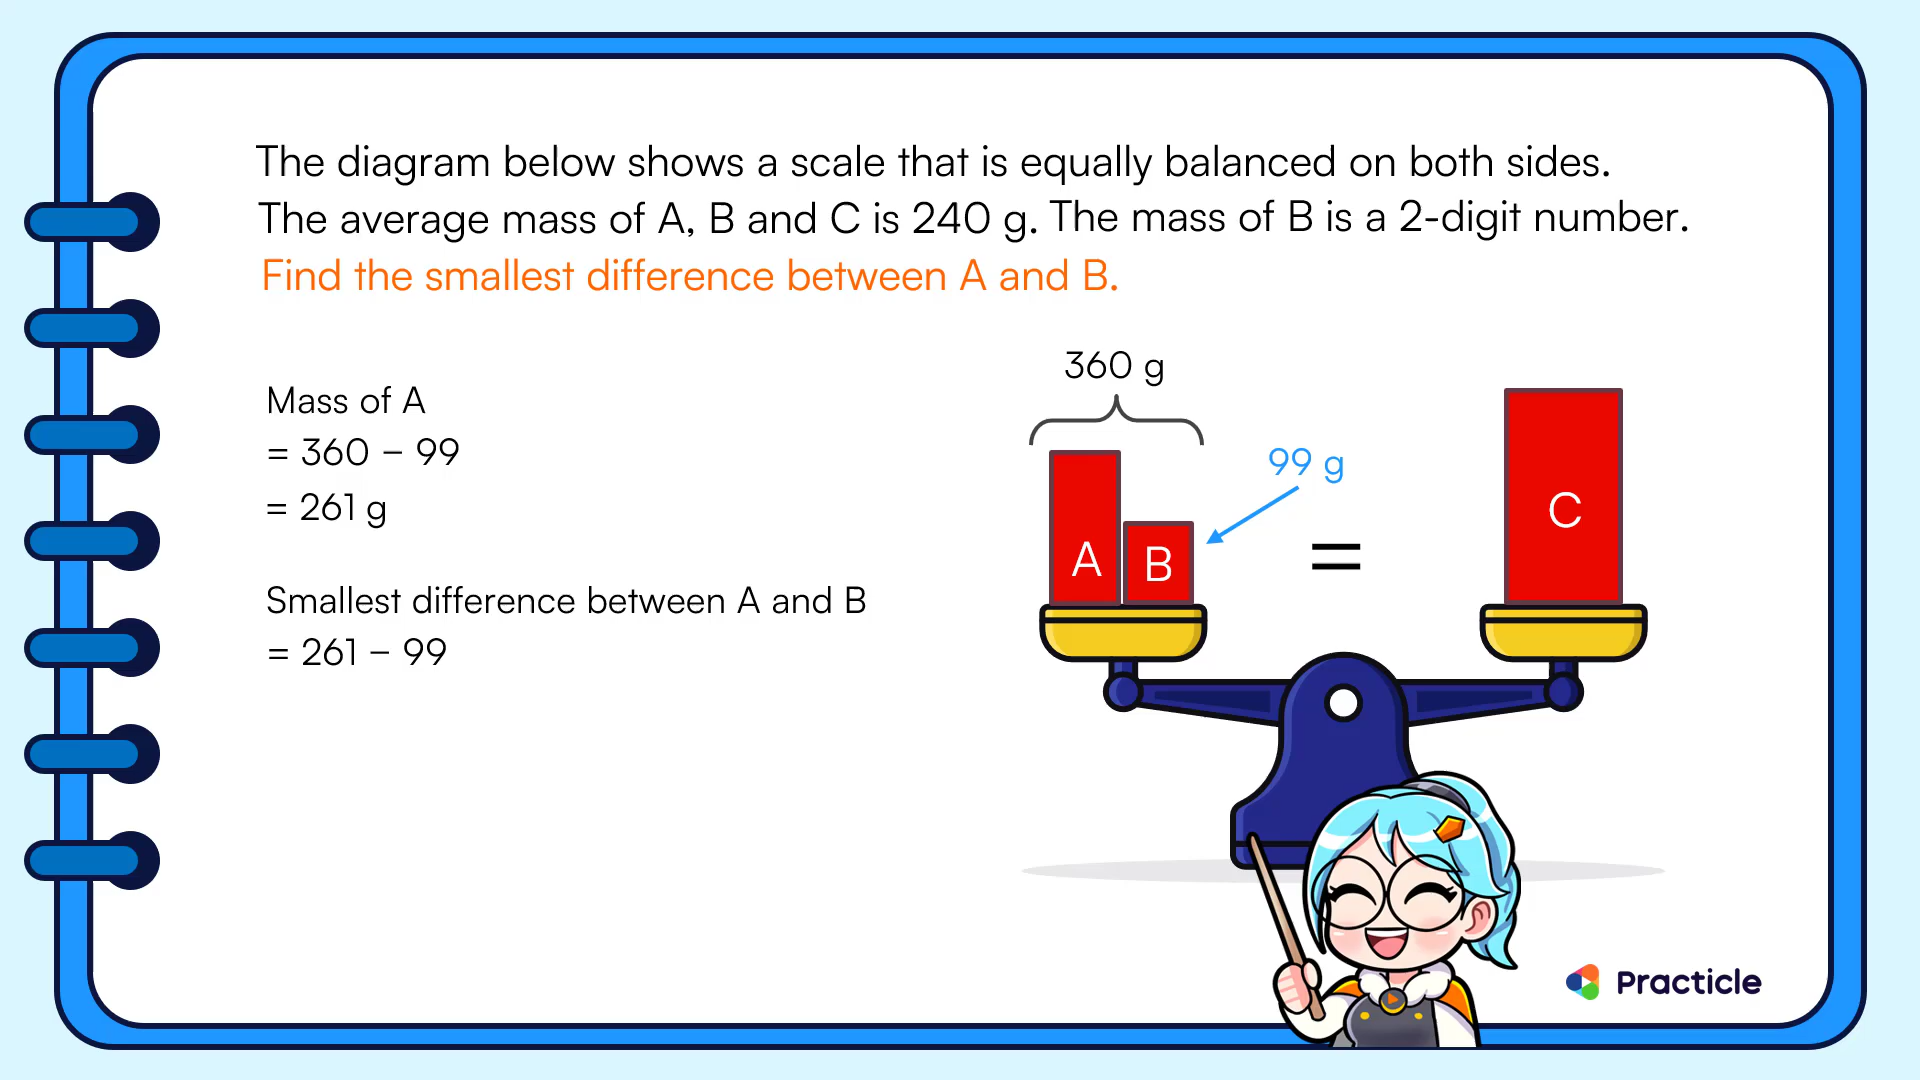 The diagram below shows a scale that is equally balanced on both sides.
The average mass of A, B and C is 240 g. The mass of B is a 2-digit number.
Find the smallest difference between A and B.
360 g
Mass of A
= 360 − 99
= 261 g
99 g
A
B
=
C
Smallest difference between A and B
= 261 − 99
Practicle